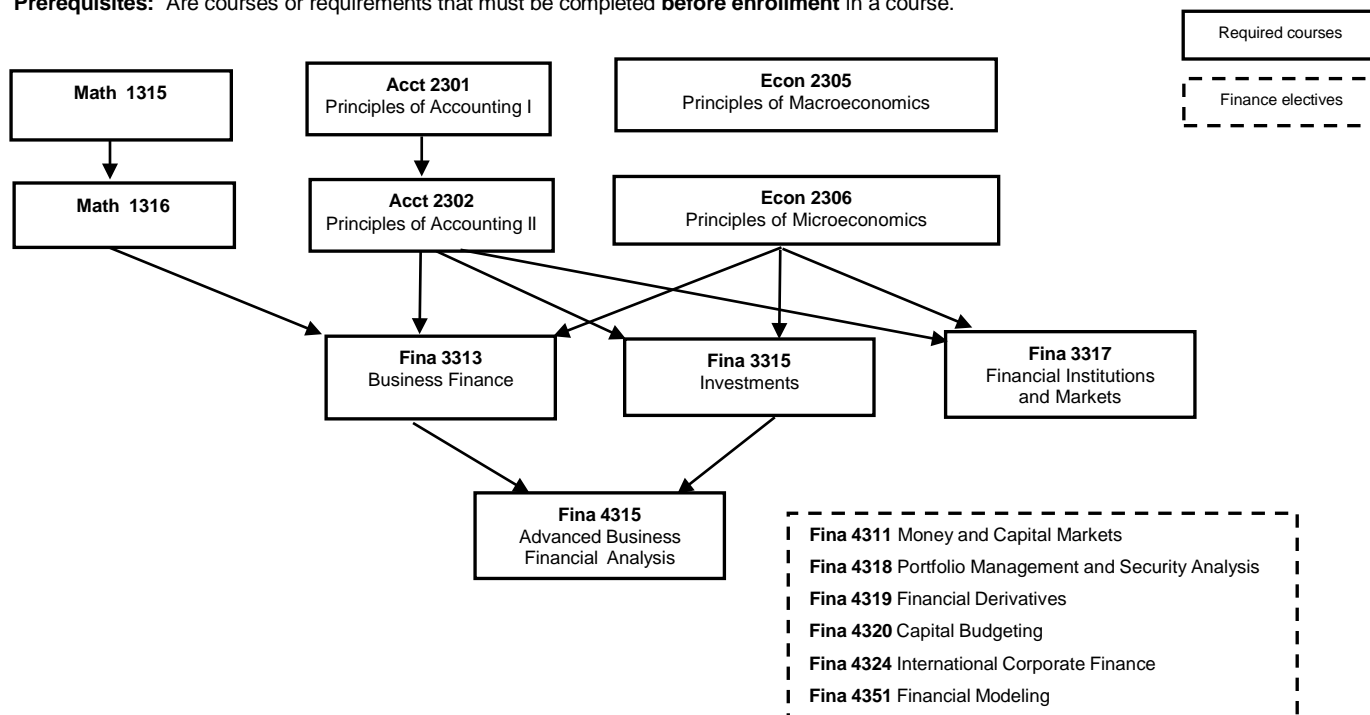 Prerequisites: Are courses or requirements that must be completed before enrollment in a course.
Required courses
Finance electives
Math 1315
Acct 2301
Principles of Accounting I
Econ 2305
Principles of Macroeconomics
Math 1316
Acct 2302
Principles of Accounting II
Econ 2306
Principles of Microeconomics
Fina 3313
Business Finance
Fina 3315
Investments
Fina 3317
Financial Institutions
and Markets
Fina 4315
Advanced Business
Financial Analysis
Fina 4311 Money and Capital Markets
Fina 4318 Portfolio Management and Security Analysis
Fina 4319 Financial Derivatives
Fina 4320 Capital Budgeting
Fina 4324 International Corporate Finance
Fina 4351 Financial Modeling